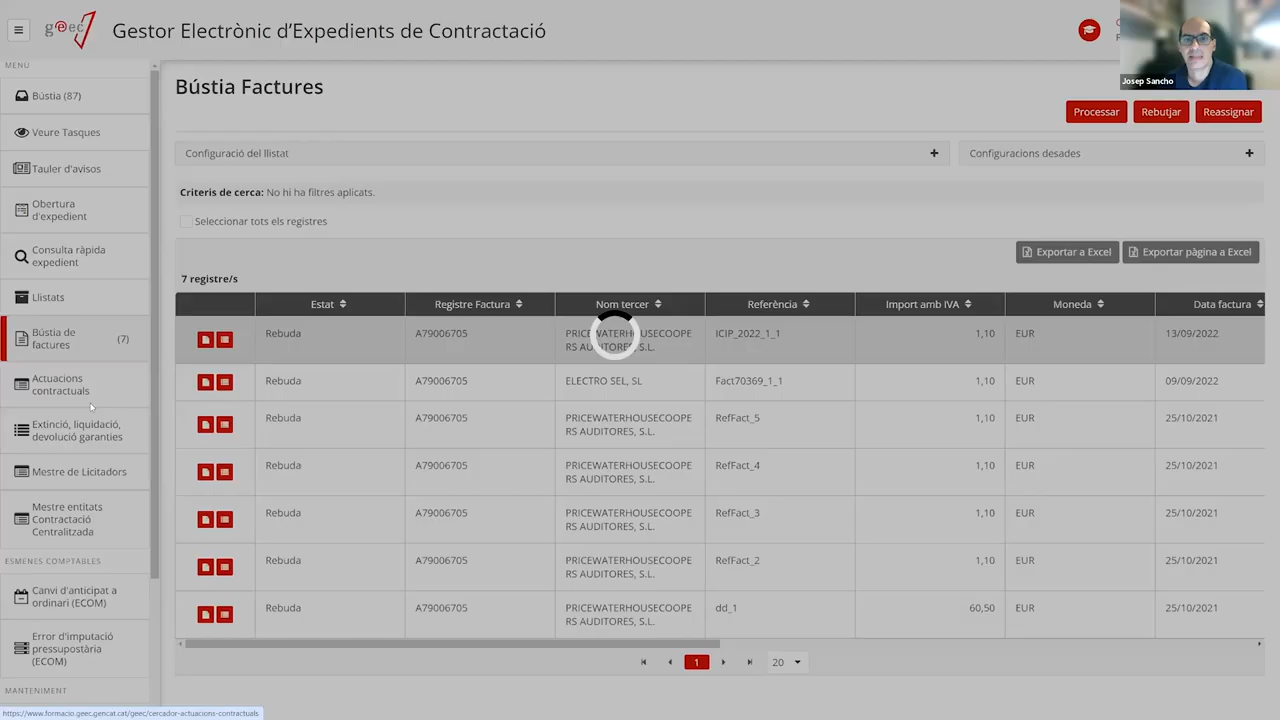 geec
Gestor Electrònic d'Expedients de Contractació
Josep Sancho
MENÚ
Bústia (87)
Veure Tasques
Tauler d'avisos
Obertura
d'expedient
Consulta ràpida
expedient
Llistats
Bústia de
factures
(7)
Actuacions
contractuals
Extinció, liquidació,
devolució garanties
Mestre de Licitadors
Mestre entitats
Contractació
Centralitzada
ESMENES COMPTABLES
Canvi d'anticipat a
ordinari (ECOM)
Error d'imputació
pressupostària
(ECOM)
MANTENIMENT
https://www.formacio.geec.gencat.cat/geec/cercador-actuacions-contractuals
Bústia Factures
Processar Rebutjar Reassignar
Configuració del llistat + Configuracions desades +
Criteris de cerca: No hi ha filtres aplicats.
Seleccionar tots els registres
Exportar a Excel Exportar pàgina a Excel
7 registre/s
Estat Registre Factura Nom tercer Referència Import amb IVA Moneda Data factura
Rebuda A79006705 PRICEWATERHOUSECOOPE ICIP_2022_1_1 1,10 EUR 13/09/2022
RS AUDITORES, S.L.
Rebuda A79006705 ELECTRO SEL, SL Fact70369_1_1 1,10 EUR 09/09/2022
Rebuda A79006705 PRICEWATERHOUSECOOPE RefFact_5 1,10 EUR 25/10/2021
RS AUDITORES, S.L.
Rebuda A79006705 PRICEWATERHOUSECOOPE RefFact_4 1,10 EUR 25/10/2021
RS AUDITORES, S.L.
Rebuda A79006705 PRICEWATERHOUSECOOPE RefFact_3 1,10 EUR 25/10/2021
RS AUDITORES, S.L.
Rebuda A79006705 PRICEWATERHOUSECOOPE RefFact_2 1,10 EUR 25/10/2021
RS AUDITORES, S.L.
Rebuda A79006705 PRICEWATERHOUSECOOPE dd_1 60,50 EUR 25/10/2021
RS AUDITORES, S.L.
1 20